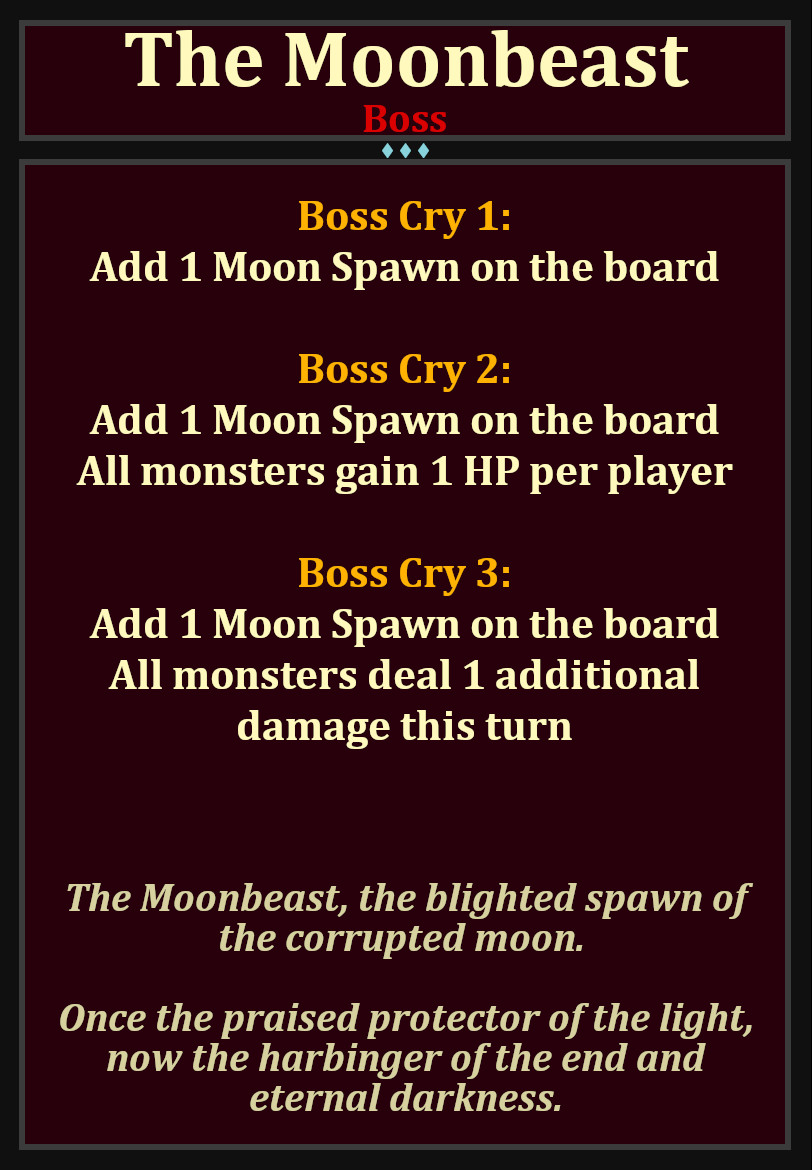 The Moonbeast
Boss
Boss Cry 1:
Add 1 Moon Spawn on the board
Boss Cry 2:
Add 1 Moon Spawn on the board
All monsters gain 1 HP per player
Boss Cry 3:
Add 1 Moon Spawn on the board
All monsters deal 1 additional
damage this turn
The Moonbeast, the blighted spawn of
the corrupted moon.
Once the praised protector of the light,
now the harbinger of the end and
eternal darkness.